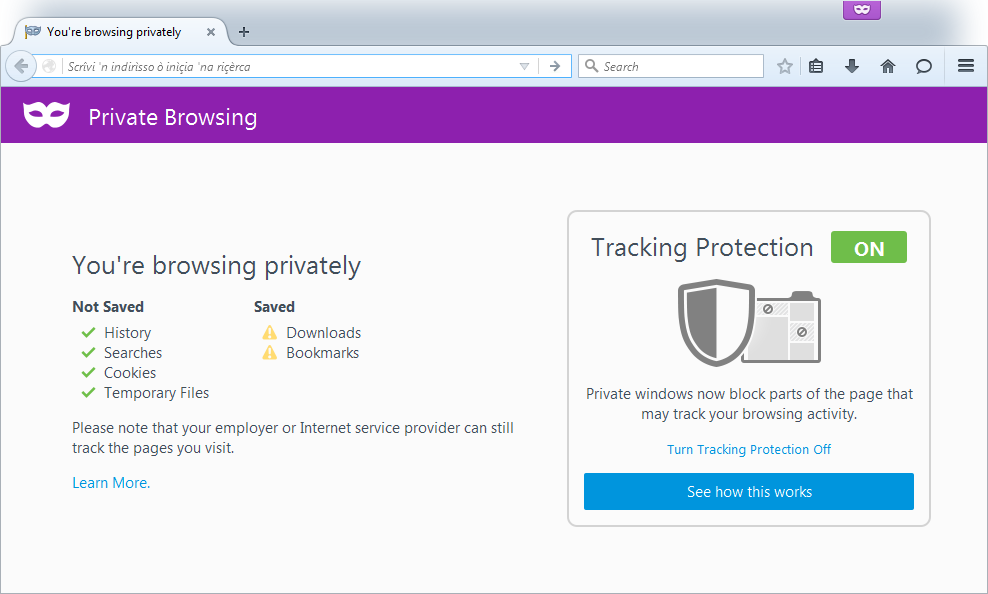 You're browsing privately
Scrîvi 'n indirìsso ò iniçia 'na riçèrca
Search
Private Browsing
You're browsing privately
Not Saved
History
Searches
Cookies
Temporary Files
Saved
Downloads
Bookmarks
Please note that your employer or Internet service provider can still
track the pages you visit.
Learn More.
Tracking Protection
ON
Private windows now block parts of the page that
may track your browsing activity.
Turn Tracking Protection Off
See how this works